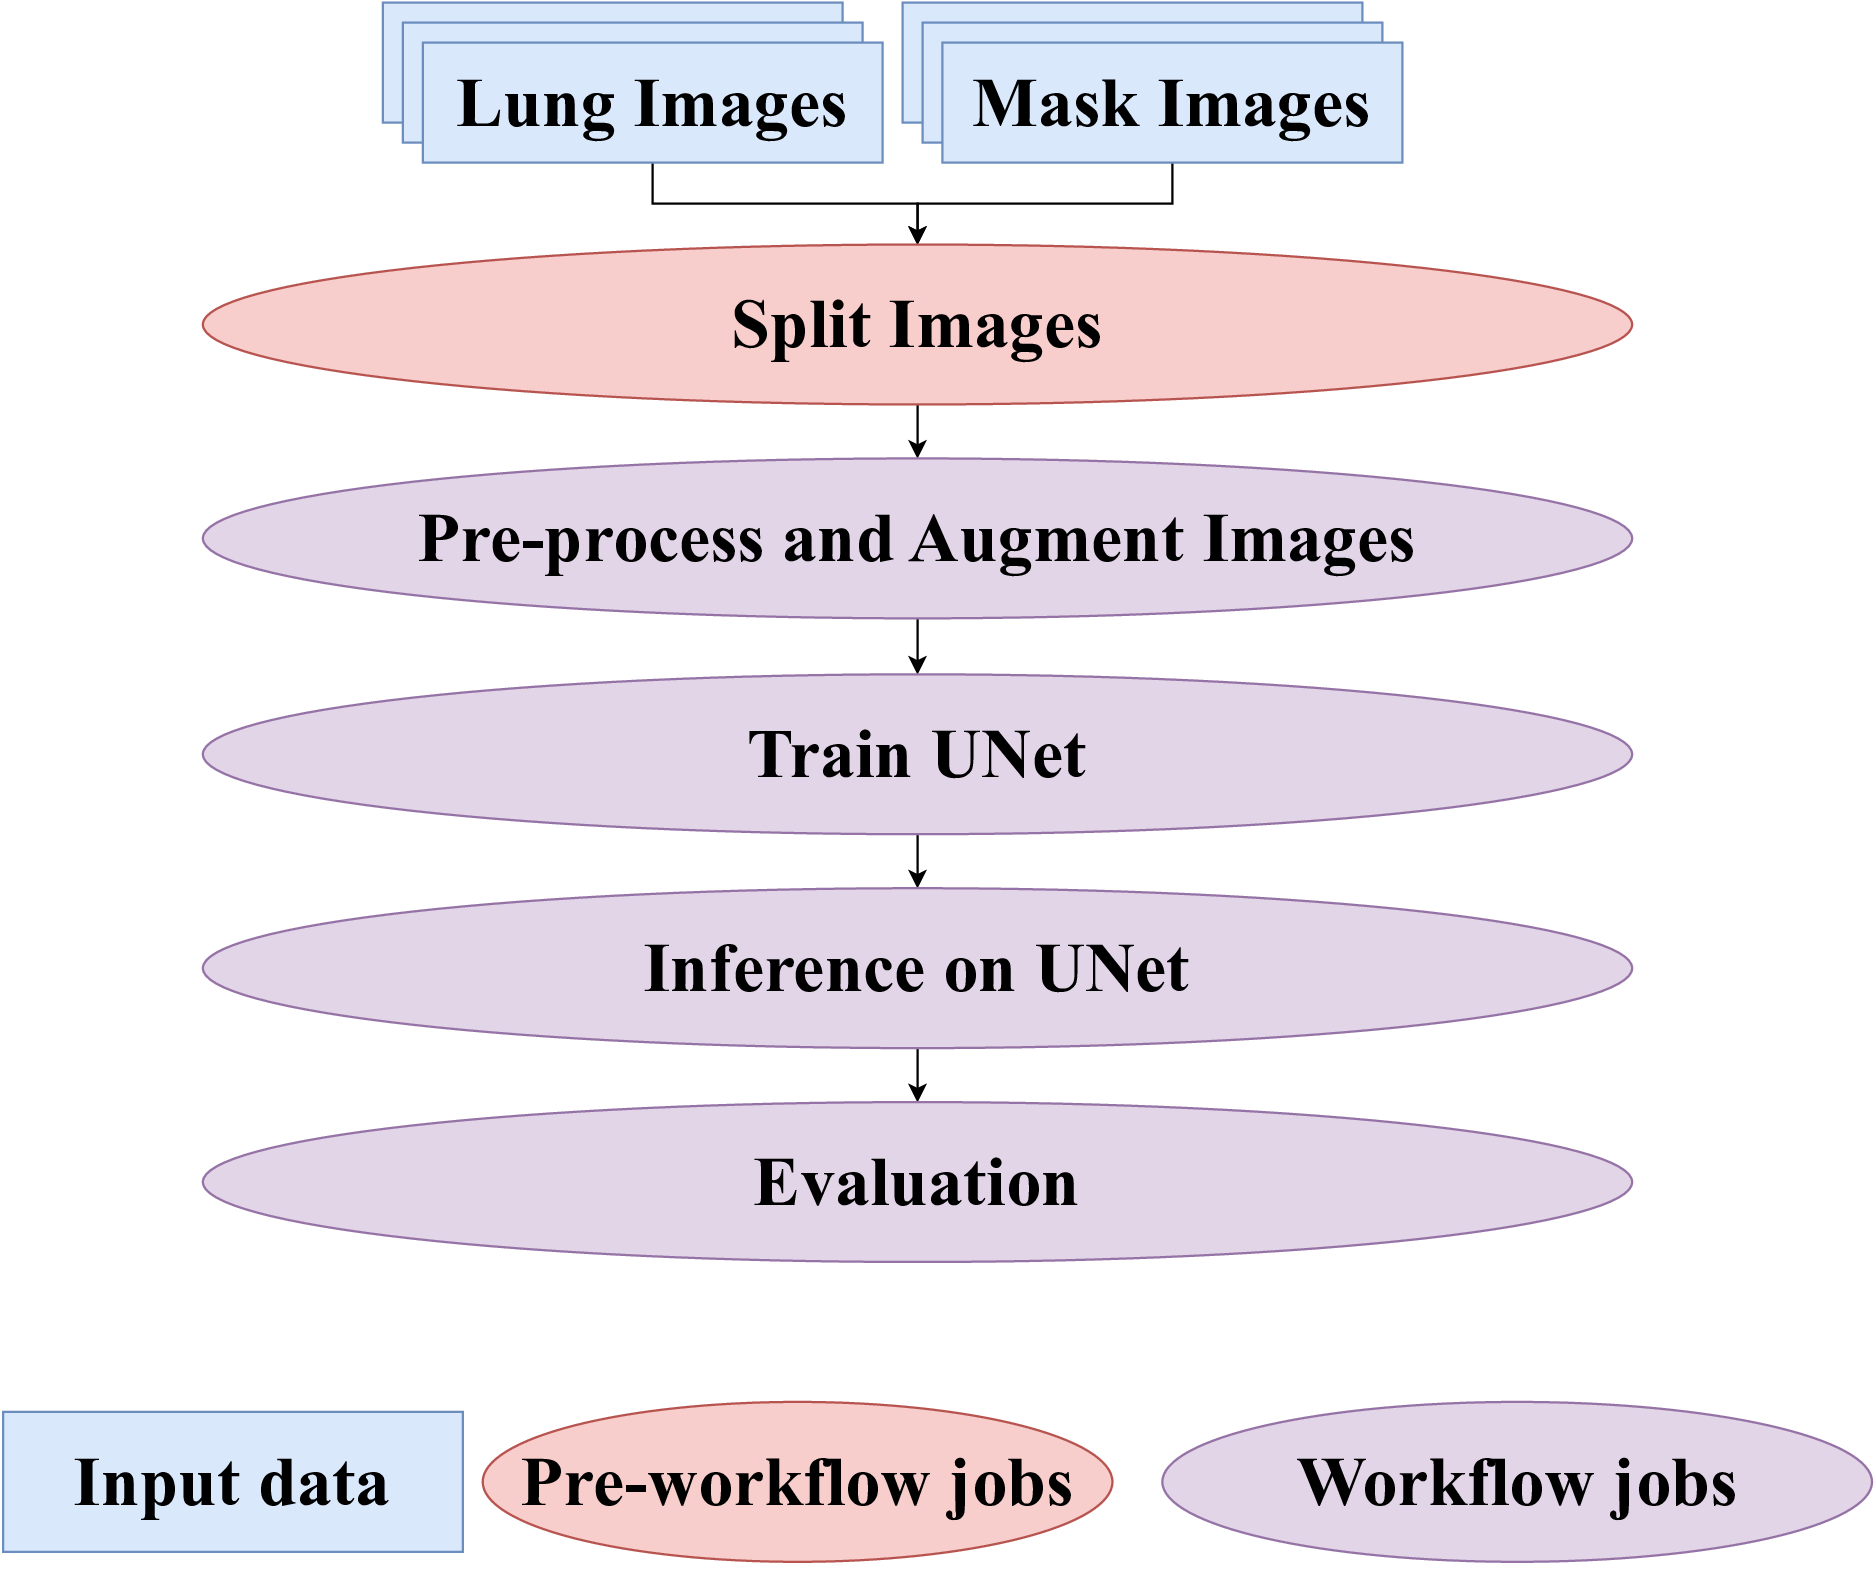 Lung Images
Mask Images
Split Images
Pre-process and Augment Images
Train UNet
Inference on UNet
Evaluation
Input data
Pre-workflow jobs
Workflow jobs